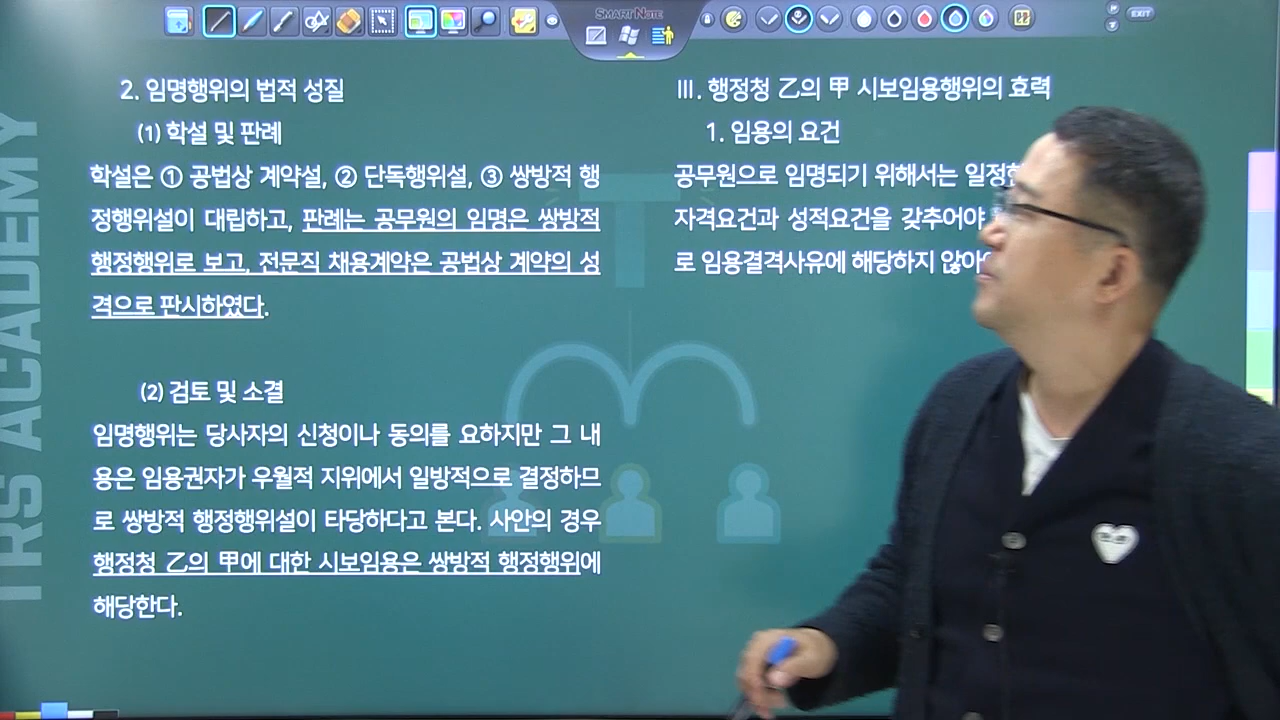 SMART NOTE
EXIT
TRS ACADEMY
2. 임명행위의 법적 성질
(1) 학설 및 판례
학설은 ① 공법상 계약설, ② 단독행위설, ③ 쌍방적 행
정행위설이 대립하고, 판례는 공무원의 임명은 쌍방적
행정행위로 보고, 전문직 채용계약은 공법상 계약의 성
격으로 판시하였다.
(2) 검토 및 소결
임명행위는 당사자의 신청이나 동의를 요하지만 그 내
용은 임용권자가 우월적 지위에서 일방적으로 결정하므
로 쌍방적 행정행위설이 타당하다고 본다. 사안의 경우
행정청 乙의 甲에 대한 시보임용은 쌍방적 행정행위에
해당한다.
Ⅲ. 행정청 乙의 甲 시보임용행위의 효력
1. 임용의 요건
공무원으로 임명되기 위해서는
자격요건과 성적요건을 갖추어야
로 임용결격사유에 해당하지